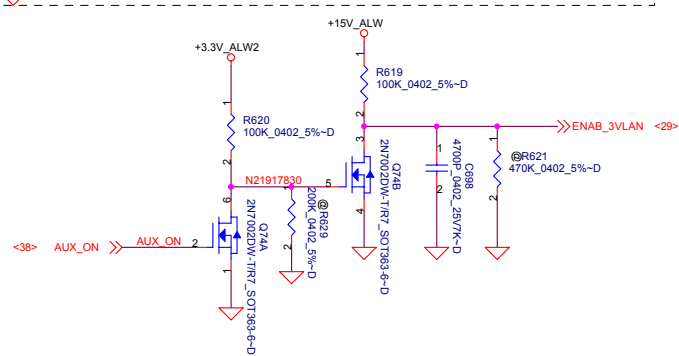 +15V_ALW
+3.3V_ALW2
1
R619
100K_0402_5%~D
2
1
R620
100K_0402_5%~D
2
ENAB_3VLAN <29>
3
Q74B
2N7002DW-T/R7_SOT363-6~D
5
4
1
C698
4700P_0402_25V7K~D
2
1
@R621
470K_0402_5%~D
2
N21917830
1
@R629
200K_0402_5%~D
2
6
Q74A
2N7002DW-T/R7_SOT363-6~D
<38> AUX_ON
AUX_ON
2
1